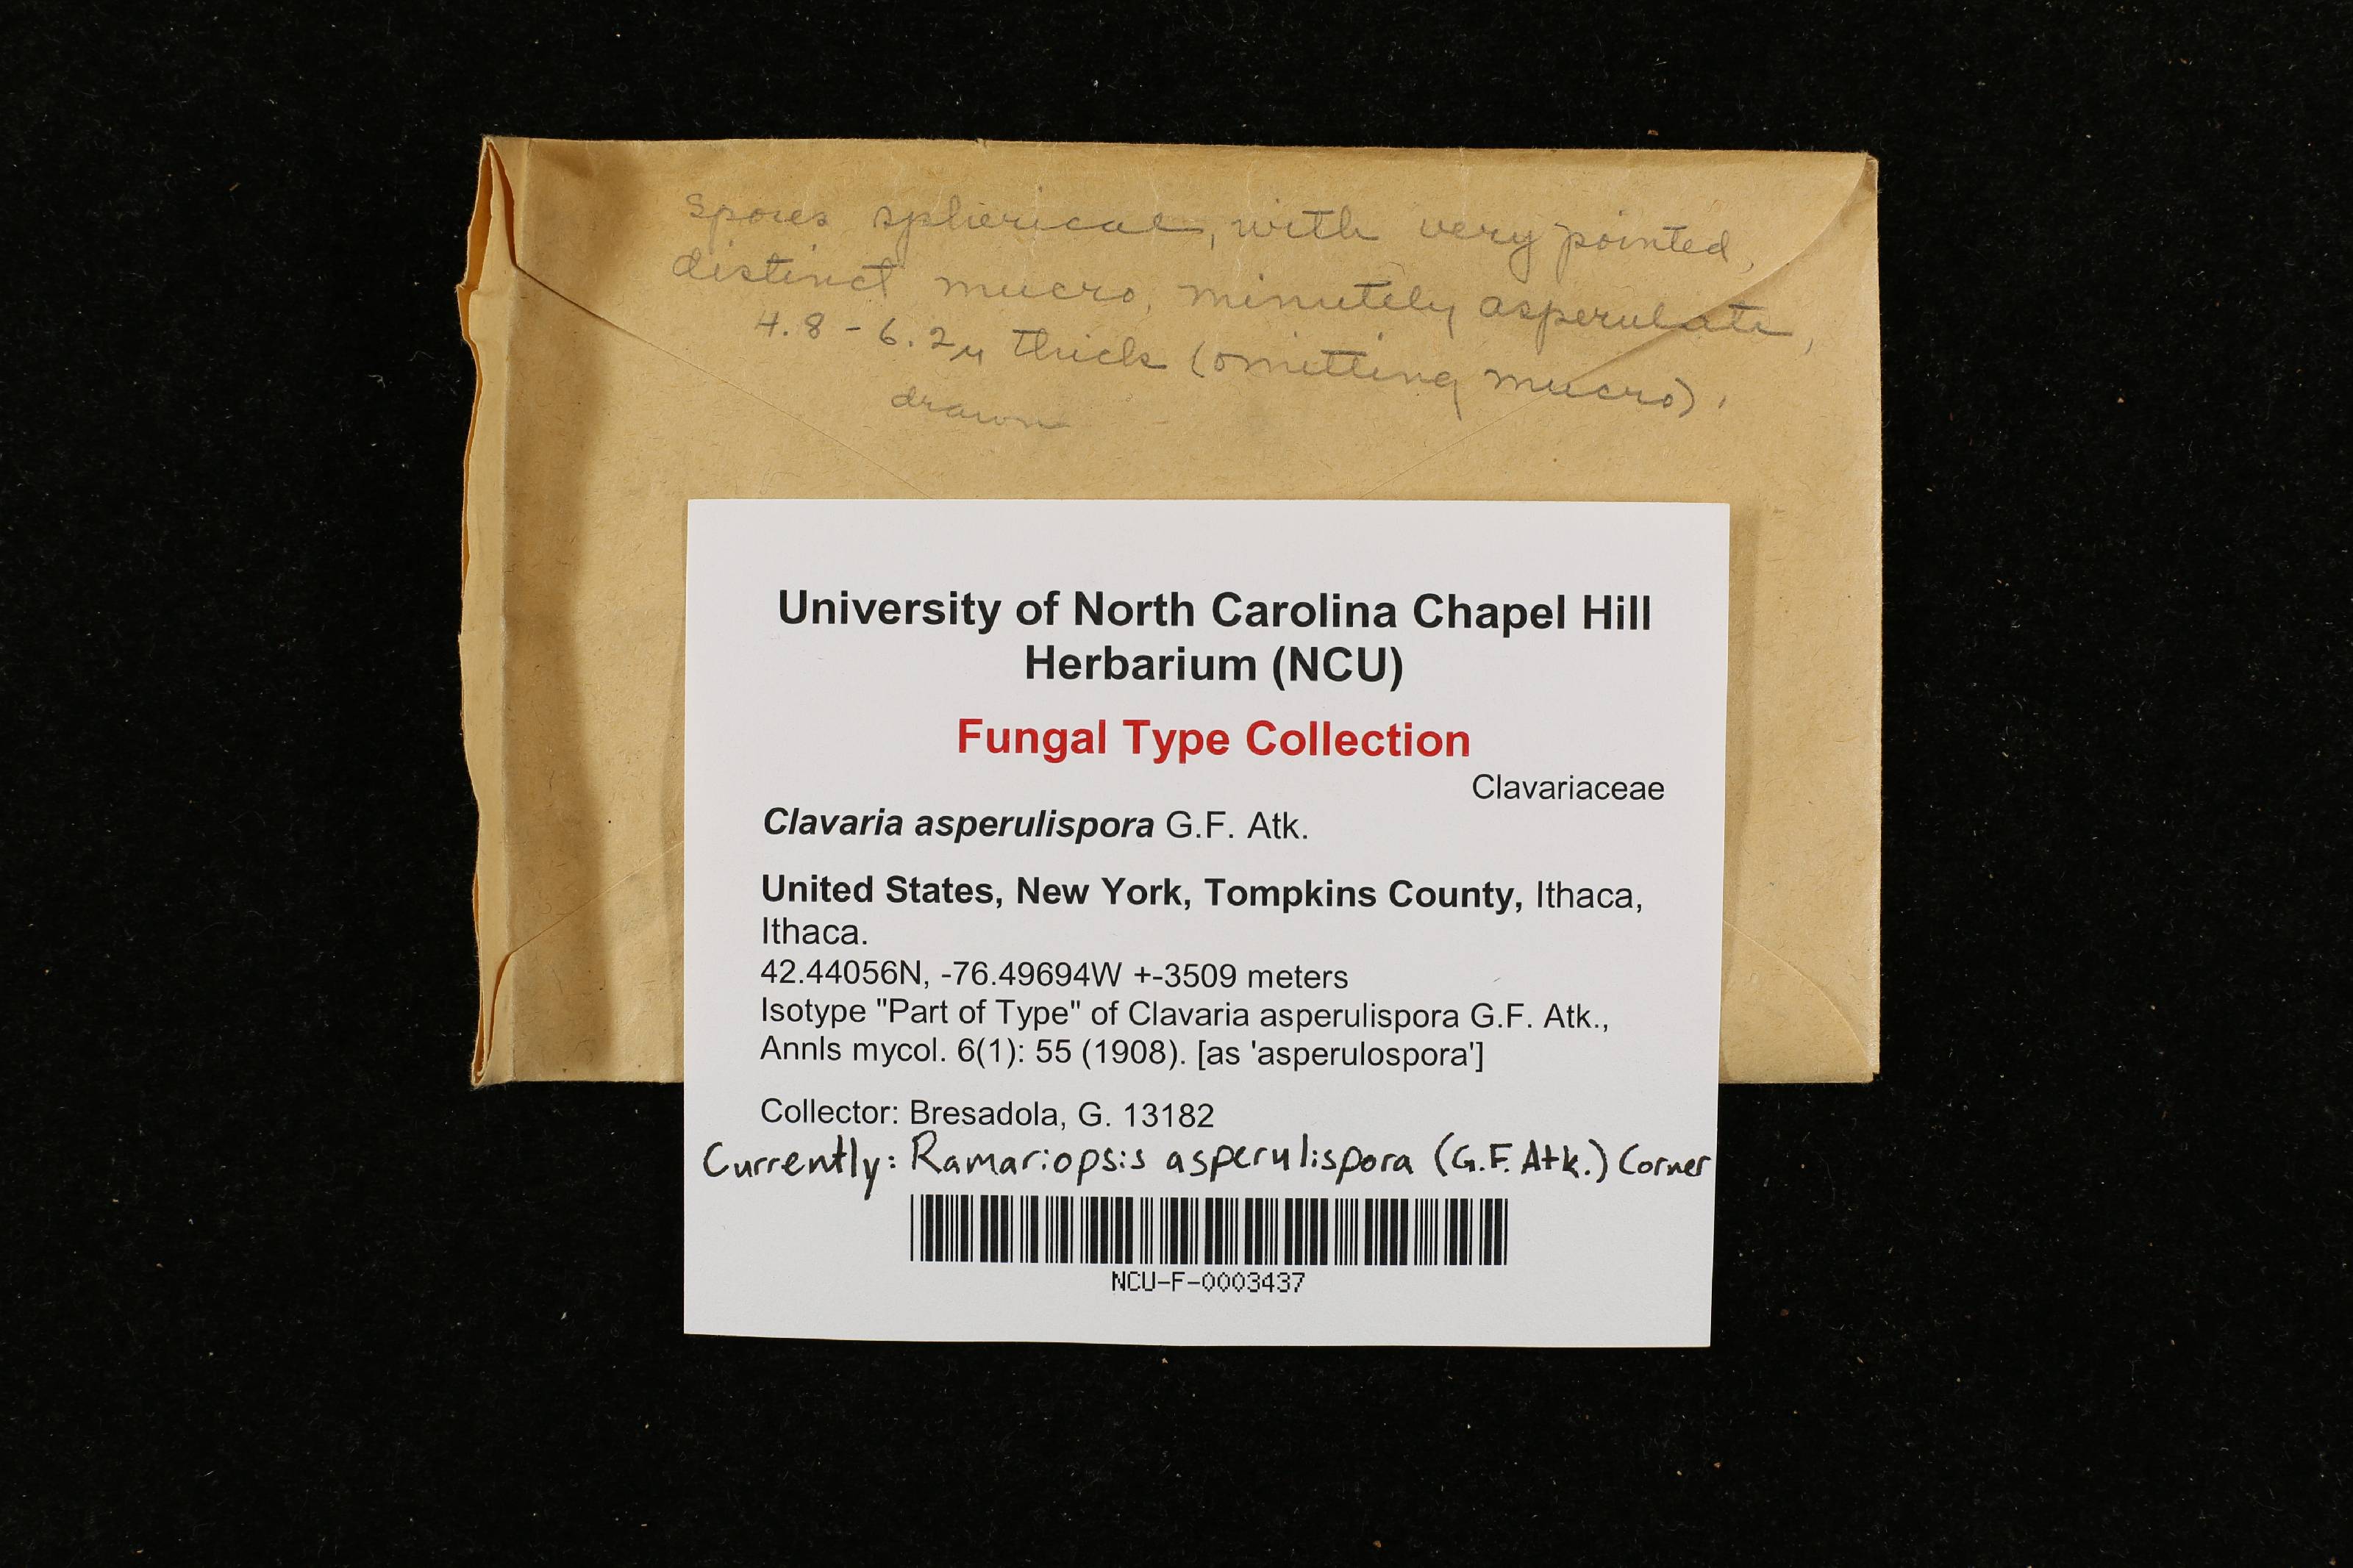 Spores spherical, with very pointed,
distinct mucro, minutely asperulate,
4.8 - 6.2µ thick (omitting mucro).
drawn
University of North Carolina Chapel Hill
Herbarium (NCU)
Fungal Type Collection
Clavariaceae
Clavaria asperulispora G.F. Atk.
United States, New York, Tompkins County, Ithaca,
Ithaca.
42.44056N, -76.49694W +-3509 meters
Isotype "Part of Type" of Clavaria asperulispora G.F. Atk.,
Annls mycol. 6(1): 55 (1908). [as 'asperulospora']
Collector: Bresadola, G. 13182
Currently: Ramariopsis asperulispora (G.F. Atk.) Corner
NCU-F-0003437